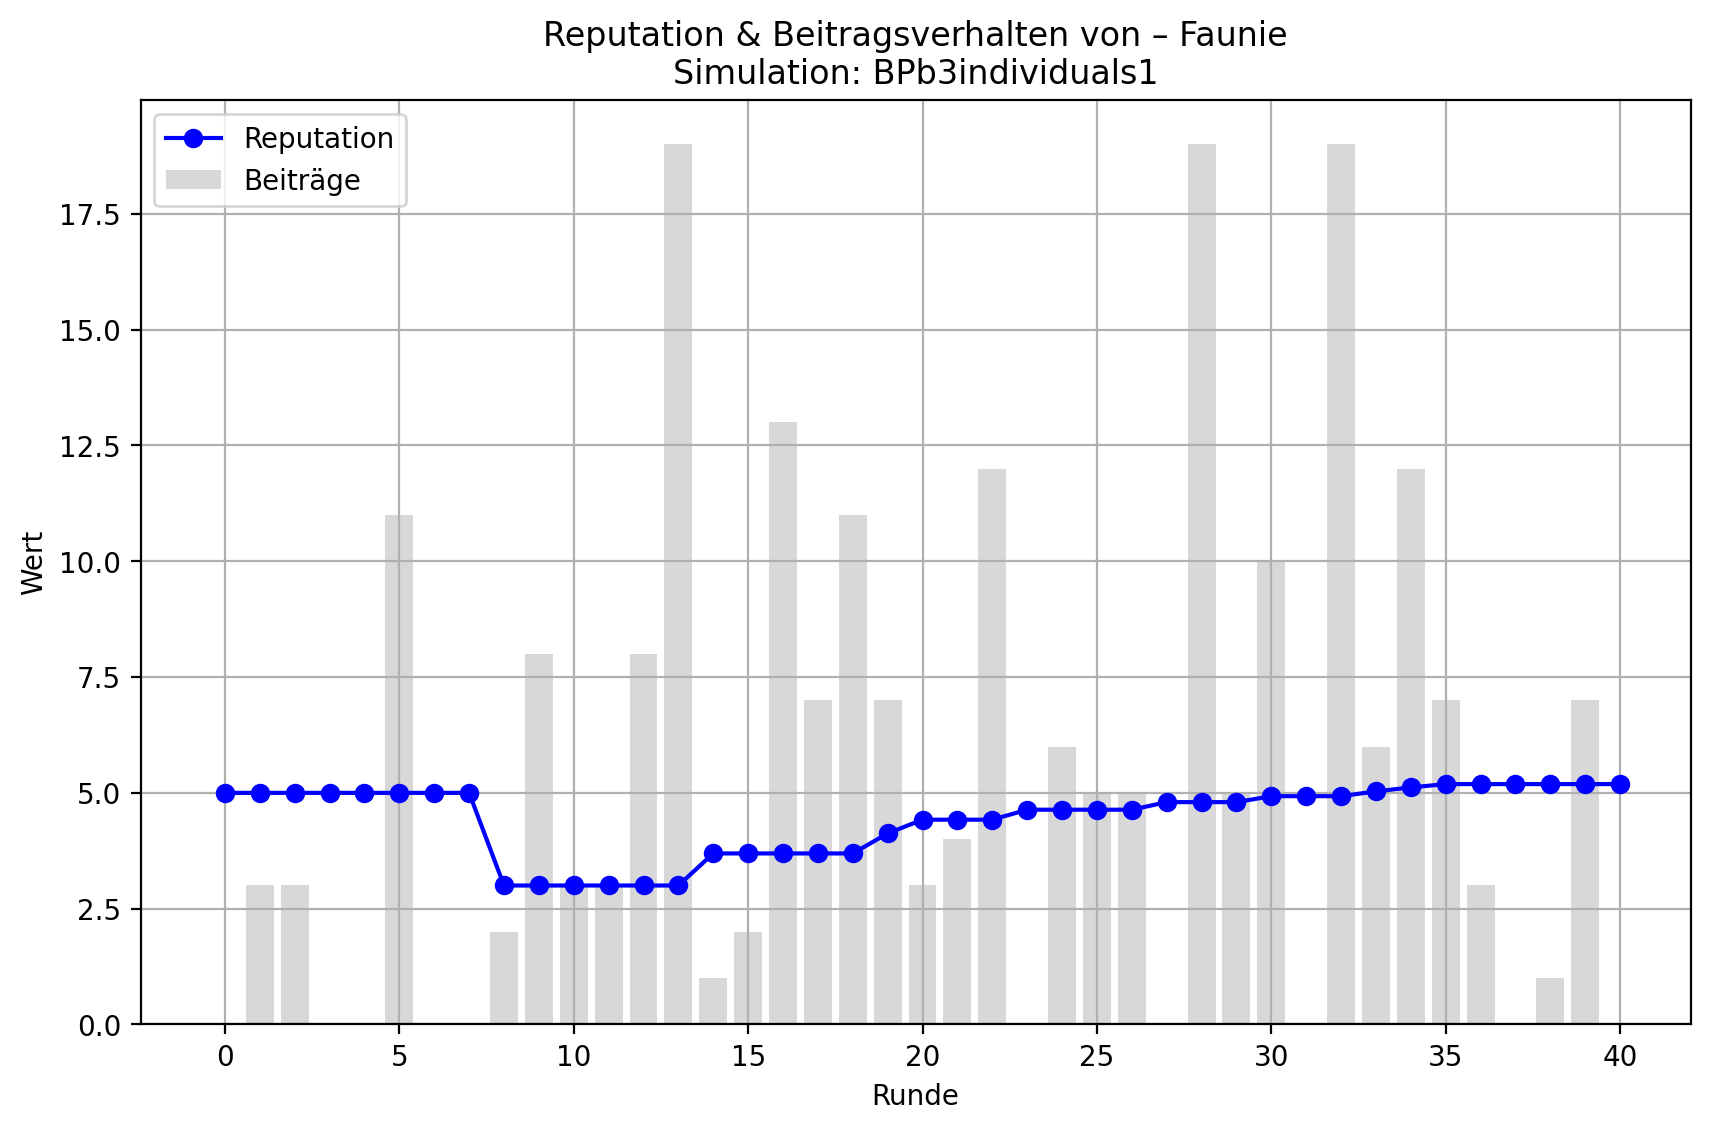 Reputation & Beitragsverhalten von – Faunie
Simulation: BPb3individuals1
Reputation
Beiträge
17.5
15.0
12.5
10.0
7.5
5.0
2.5
0.0
Wert
0 5 10 15 20 25 30 35 40
Runde